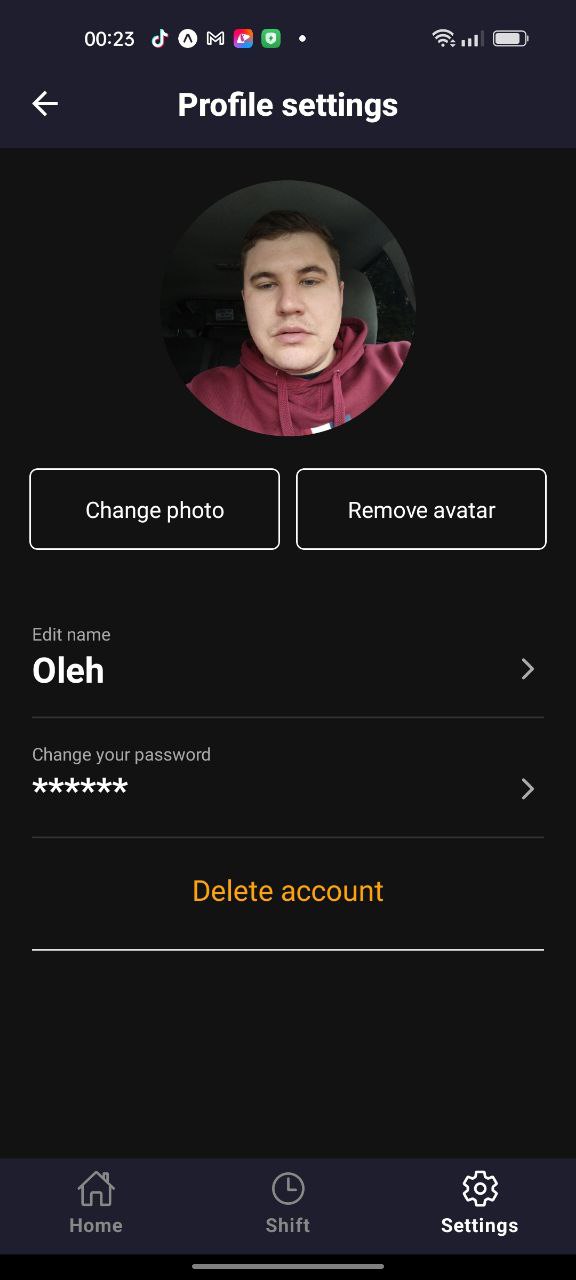 00:23
Profile settings
Change photo
Remove avatar
Edit name
Oleh
Change your password
******
Delete account
Home
Shift
Settings